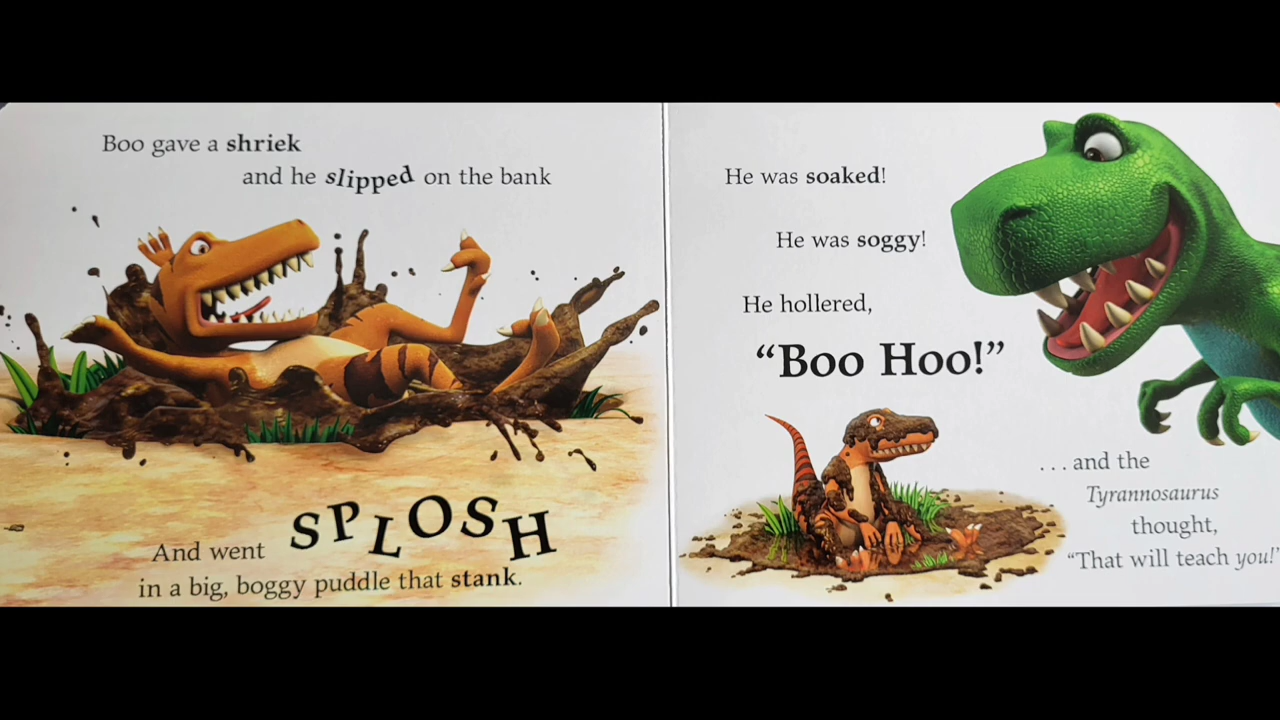 Boo gave a shriek
and he slipped on the bank
And went SPLOSH
in a big, boggy puddle that stank.
He was soaked!
He was soggy!
He hollered,
“Boo Hoo!”
. . . and the
Tyrannosaurus
thought,
“That will teach you!”